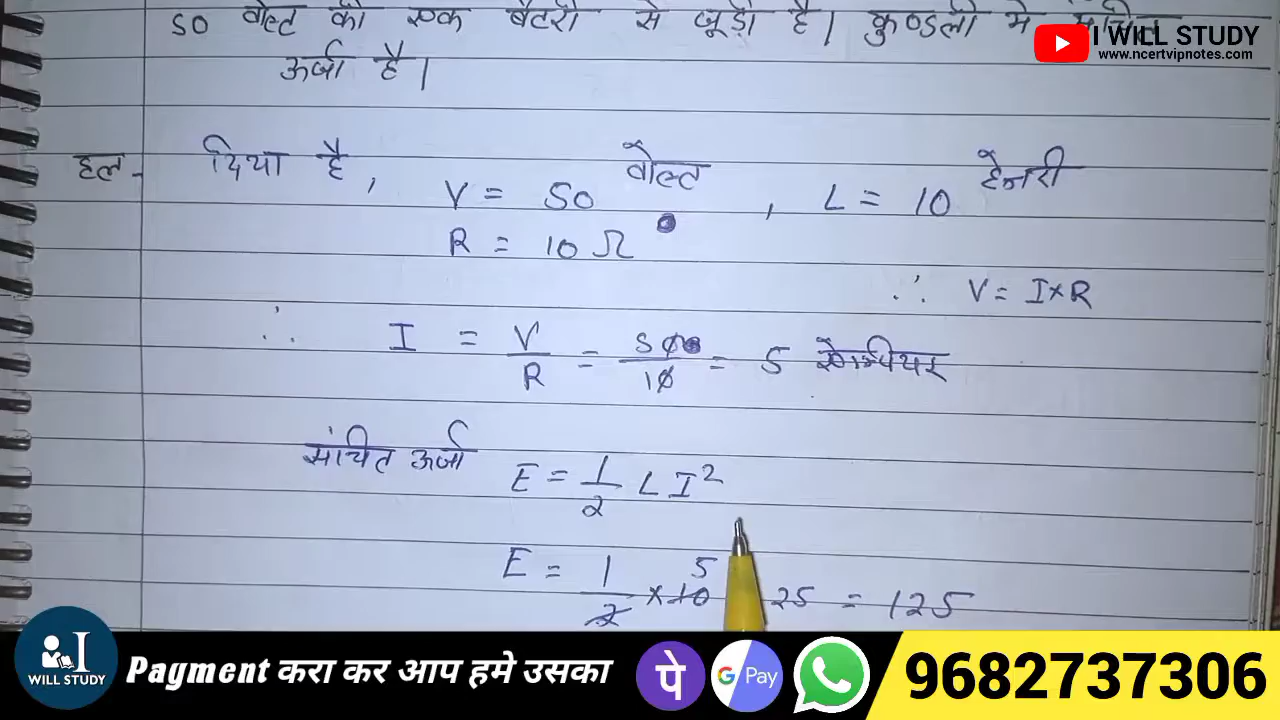 50 वोल्ट की एक बैटरी से जूड़ी है। कुण्डली में
ऊर्जा है।
I WILL STUDY
www.ncertvipnotes.com
हल - दिया है, V = 50 वोल्ट, L = 10 हेनरी
R = 10 Ω
∴ V = I×R
∴ I = V/R = 50/10 = 5 ऐम्पीयर
संचित ऊर्जा E = 1/2 L I²
E = 1/2 × 10 5 25 = 125
I WILL STUDY
Payment करा कर आप हमे उसका
पे G Pay 9682737306